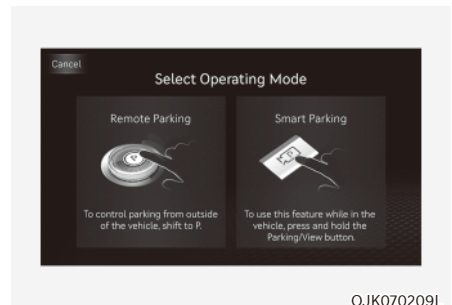 Cancel
Select Operating Mode
Remote Parking
P
To control parking from outside
of the vehicle, shift to P.
Smart Parking
P
To use this feature while in the
vehicle, press and hold the
Parking/View button.
OJK070209L